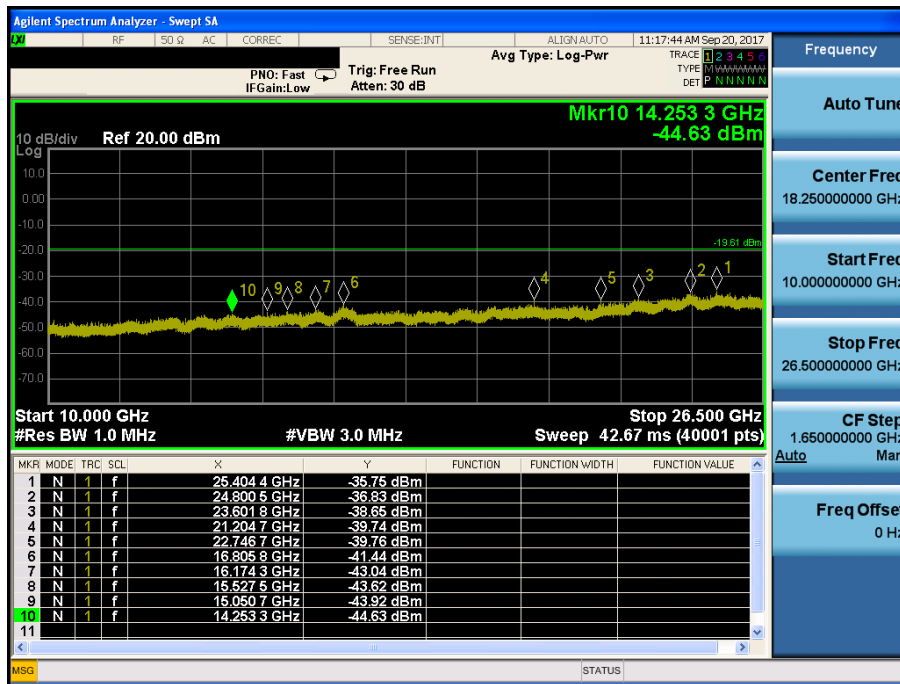 Agilent Spectrum Analyzer - Swept SA
LXI RF 50 Ω AC CORREC SENSE:INT ALIGN AUTO 11:17:44 AM Sep 20, 2017
PNO: Fast Trig: Free Run Avg Type: Log-Pwr TRACE 1 2 3 4 5 6
IFGain:Low Atten: 30 dB TYPE M
DET P N N N N N
Mkr10 14.253 3 GHz
-44.63 dBm
10 dB/div Ref 20.00 dBm
Log
10.0
0.00
-10.0
-20.0
-30.0
-40.0
-50.0
-60.0
-70.0
-19.61 dBm
10 9 8 7 6 4 5 3 2 1
Start 10.000 GHz Stop 26.500 GHz
#Res BW 1.0 MHz #VBW 3.0 MHz Sweep 42.67 ms (40001 pts)
MKR MODE TRC SCL X Y FUNCTION FUNCTION WIDTH FUNCTION VALUE
1 N 1 f 25.404 4 GHz -35.75 dBm
2 N 1 f 24.800 5 GHz -36.83 dBm
3 N 1 f 23.601 8 GHz -38.65 dBm
4 N 1 f 21.204 7 GHz -39.74 dBm
5 N 1 f 22.746 7 GHz -39.76 dBm
6 N 1 f 16.805 8 GHz -41.44 dBm
7 N 1 f 16.174 3 GHz -43.04 dBm
8 N 1 f 15.527 5 GHz -43.62 dBm
9 N 1 f 15.050 7 GHz -43.92 dBm
10 N 1 f 14.253 3 GHz -44.63 dBm
11
MSG STATUS
Frequency
Auto Tune
Center Freq
18.250000000 GHz
Start Freq
10.000000000 GHz
Stop Freq
26.500000000 GHz
CF Step
1.650000000 GHz
Auto Man
Freq Offset
0 Hz